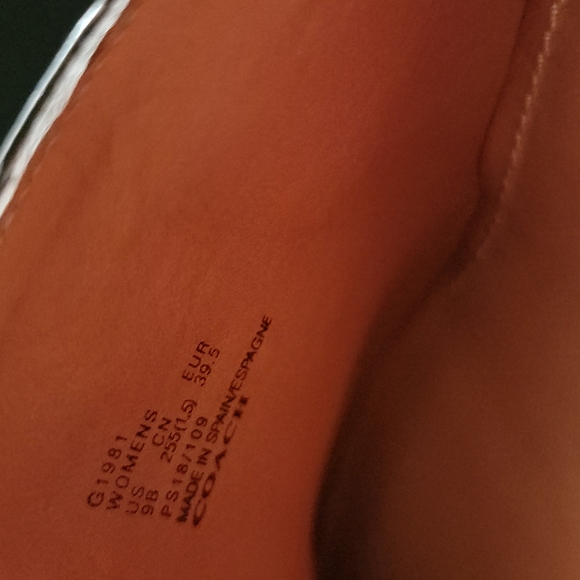 G1981
WOMENS
US CN EUR
9B 255(1.5) 39.5
PS18/109
MADE IN SPAIN/ESPAGNE
COACH